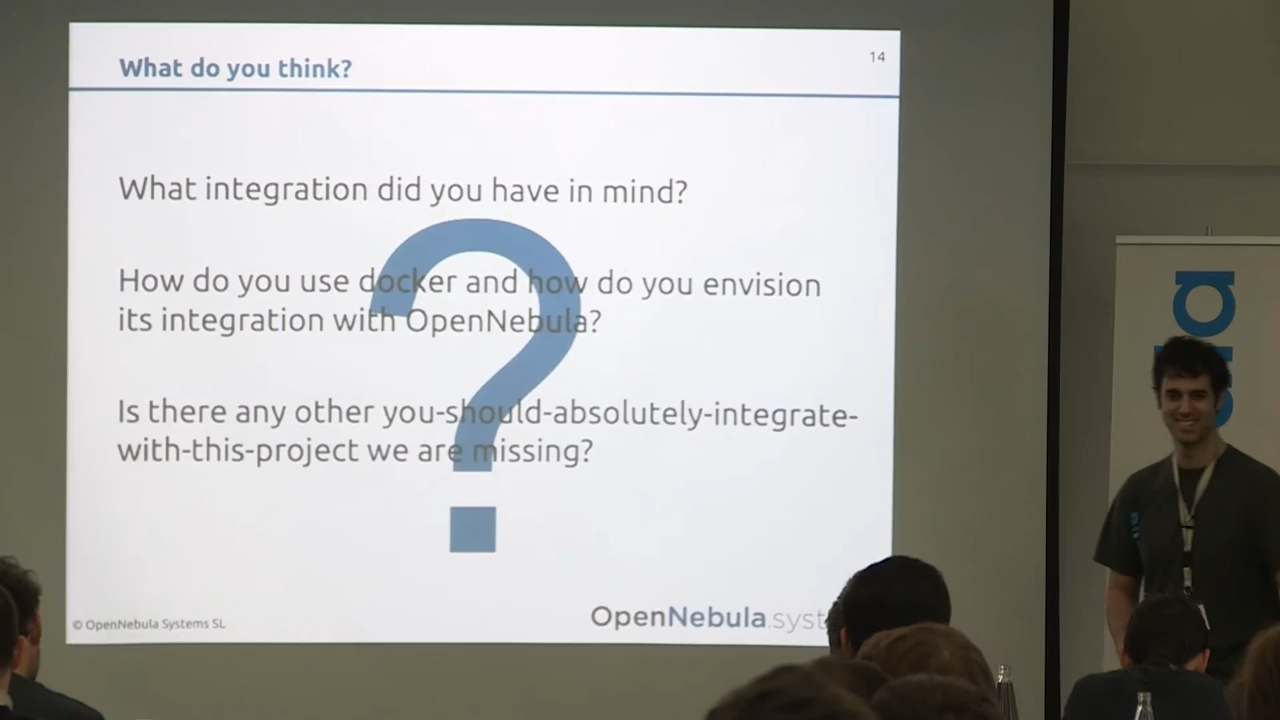 What do you think?
14
What integration did you have in mind?
How do you use docker and how do you envision
its integration with OpenNebula?
Is there any other you-should-absolutely-integrate-
with-this-project we are missing?
© OpenNebula Systems SL
OpenNebula.syst
?